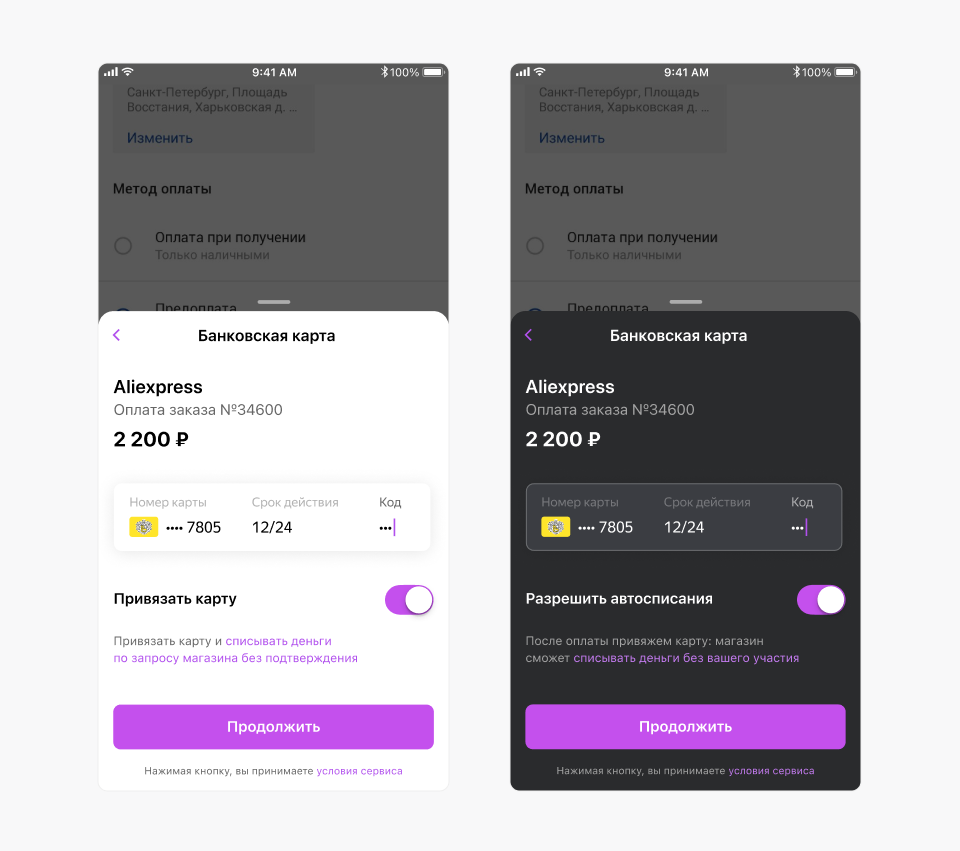 9:41 AM
100%
Санкт-Петербург, Площадь
Восстания, Харьковская д. ...
Изменить
Метод оплаты
Оплата при получении
Только наличными
Предоплата
Банковская карта
Aliexpress
Оплата заказа №34600
2 200 ₽
Номер карты
Срок действия
Код
•••• 7805
12/24
•••
Привязать карту
Привязать карту и списывать деньги
по запросу магазина без подтверждения
Продолжить
Нажимая кнопку, вы принимаете условия сервиса
9:41 AM
100%
Санкт-Петербург, Площадь
Восстания, Харьковская д. ...
Изменить
Метод оплаты
Оплата при получении
Только наличными
Предоплата
Банковская карта
Aliexpress
Оплата заказа №34600
2 200 ₽
Номер карты
Срок действия
Код
•••• 7805
12/24
•••
Разрешить автосписания
После оплаты привяжем карту: магазин
сможет списывать деньги без вашего участия
Продолжить
Нажимая кнопку, вы принимаете условия сервиса